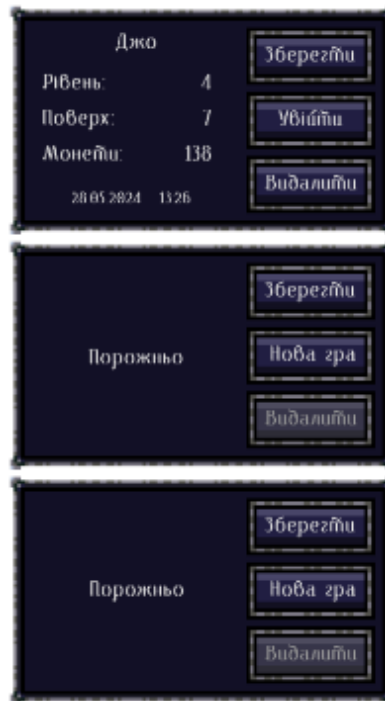 Джо
Рівень: 4
Поверх: 7
Монети: 138
28.05.2024 13:26
Зберегти
Увійти
Видалити
Порожньо
Зберегти
Нова гра
Видалити
Порожньо
Зберегти
Нова гра
Видалити